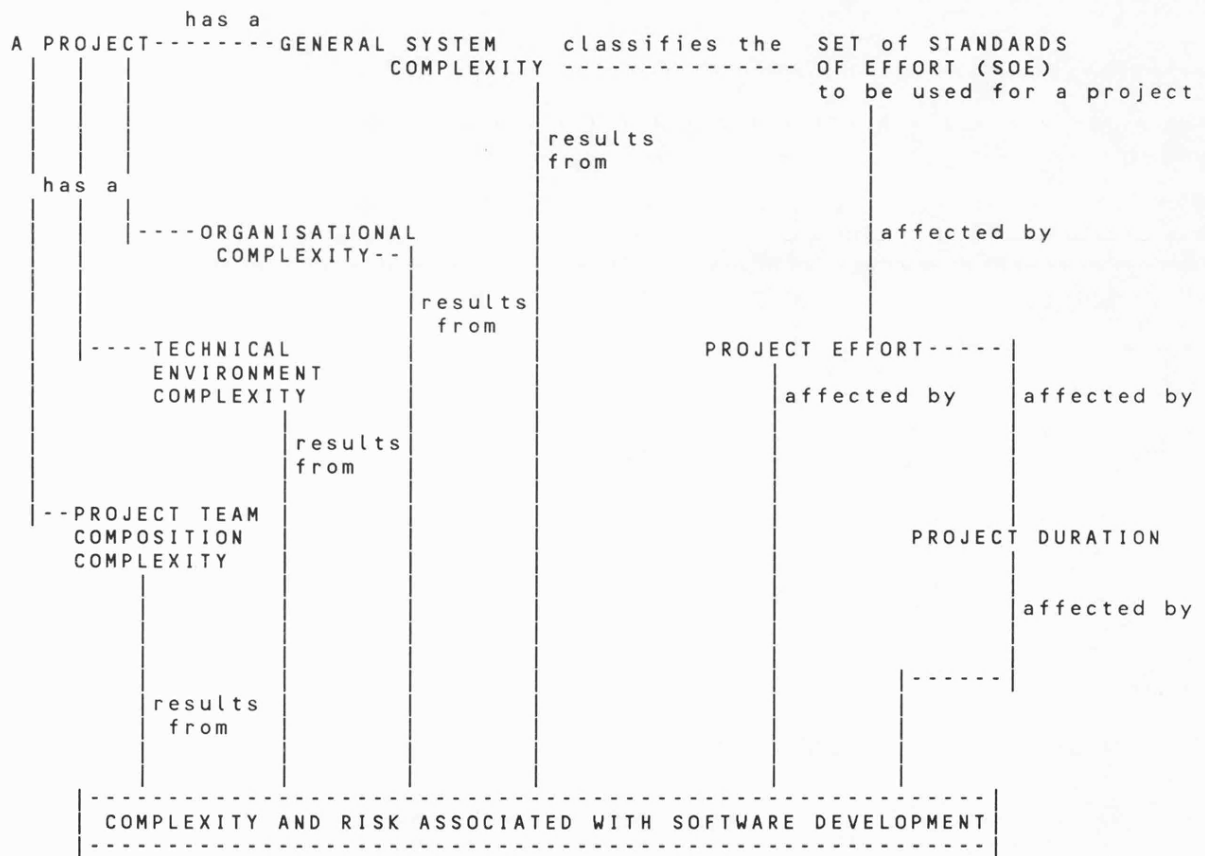 has a
A PROJECT--------GENERAL SYSTEM classifies the SET of STANDARDS
COMPLEXITY --------------- OF EFFORT (SOE)
to be used for a project
results
from
has a
----ORGANISATIONAL affected by
COMPLEXITY--
results
from
----TECHNICAL PROJECT EFFORT-----
ENVIRONMENT
COMPLEXITY affected by affected by
results
from
--PROJECT TEAM
COMPOSITION PROJECT DURATION
COMPLEXITY
affected by
results
from
COMPLEXITY AND RISK ASSOCIATED WITH SOFTWARE DEVELOPMENT